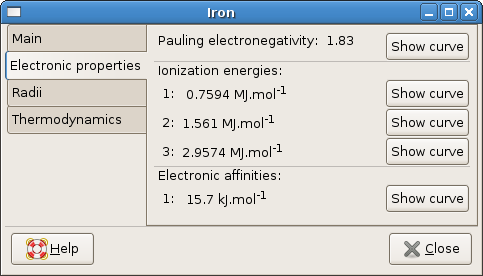 Iron
Main
Electronic properties
Radii
Thermodynamics
Pauling electronegativity: 1.83 Show curve
Ionization energies:
1: 0.7594 MJ.mol-1 Show curve
2: 1.561 MJ.mol-1 Show curve
3: 2.9574 MJ.mol-1 Show curve
Electronic affinities:
1: 15.7 kJ.mol-1 Show curve
Help Close